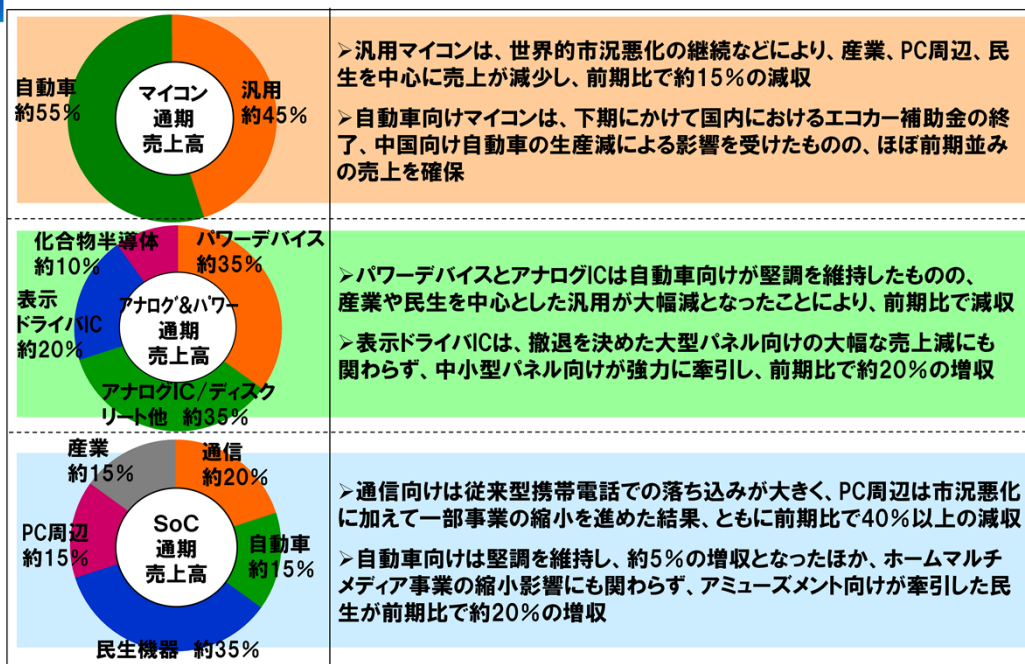 自動車
約55%
マイコン
通期
売上高
汎用
約45%
➢汎用マイコンは、世界的市況悪化の継続などにより、産業、PC周辺、民
生を中心に売上が減少し、前期比で約15%の減収
➢自動車向けマイコンは、下期にかけて国内におけるエコカー補助金の終
了、中国向け自動車の生産減による影響を受けたものの、ほぼ前期並み
の売上を確保
化合物半導体
約10%
パワーデバイス
約35%
表示
ドライバIC
約20%
アナログ&パワー
通期
売上高
アナログIC/ディスク
リート他 約35%
➢パワーデバイスとアナログICは自動車向けが堅調を維持したものの、
産業や民生を中心とした汎用が大幅減となったことにより、前期比で減収
➢表示ドライバICは、撤退を決めた大型パネル向けの大幅な売上減にも
関わらず、中小型パネル向けが強力に牽引し、前期比で約20%の増収
産業
約15%
通信
約20%
PC周辺
約15%
SoC
通期
売上高
自動車
約15%
民生機器 約35%
➢通信向けは従来型携帯電話での落ち込みが大きく、PC周辺は市況悪化
に加えて一部事業の縮小を進めた結果、ともに前期比で40%以上の減収
➢自動車向けは堅調を維持し、約5%の増収となったほか、ホームマルチ
メディア事業の縮小影響にも関わらず、アミューズメント向けが牽引した民
生が前期比で約20%の増収